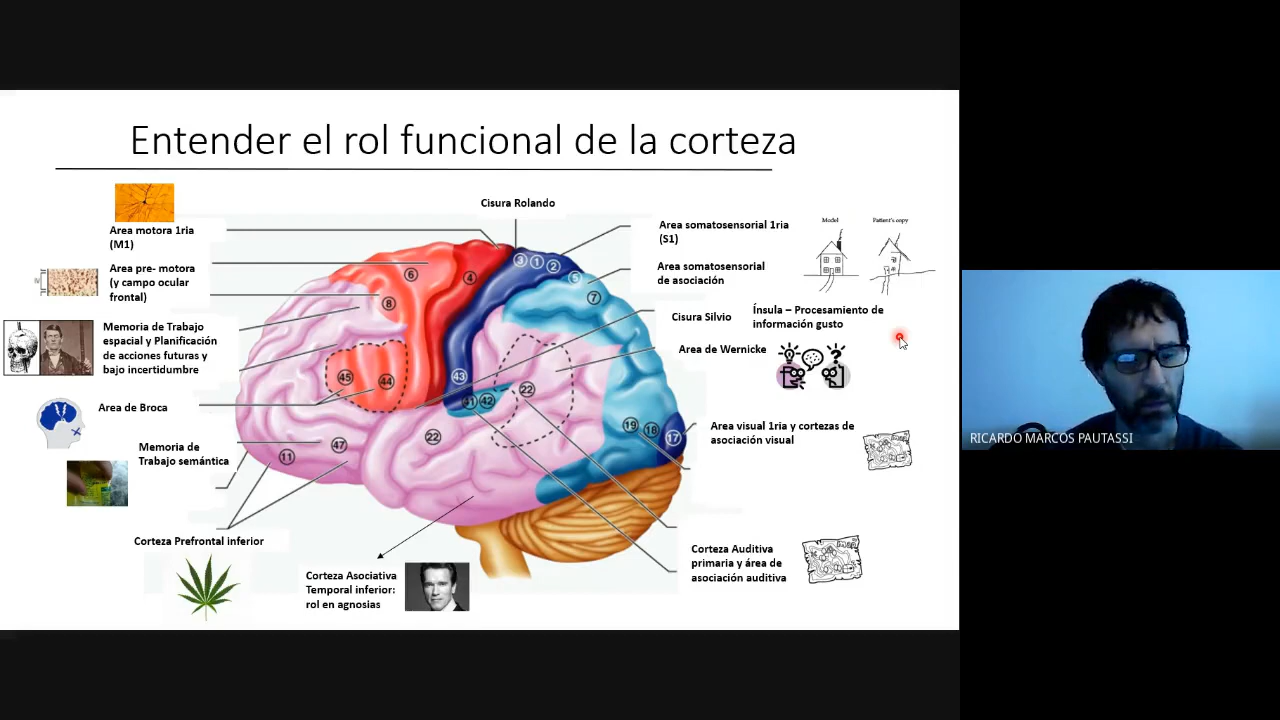 Entender el rol funcional de la corteza
Cisura Rolando
Area motora 1ria
(M1)
Area pre- motora
(y campo ocular
frontal)
Memoria de Trabajo
espacial y Planificación
de acciones futuras y
bajo incertidumbre
Area de Broca
Memoria de
Trabajo semántica
Corteza Prefrontal inferior
Corteza Asociativa
Temporal inferior:
rol en agnosias
Area somatosensorial 1ria
(S1)
Area somatosensorial
de asociación
Model
Patient's copy
Cisura Silvio
Ínsula – Procesamiento de
información gusto
Area de Wernicke
Area visual 1ria y cortezas de
asociación visual
Corteza Auditiva
primaria y área de
asociación auditiva
6
4
3 1 2
5
7
8
45
44
43
41 42
22
22
47
11
19 18 17
RICARDO MARCOS PAUTASSI